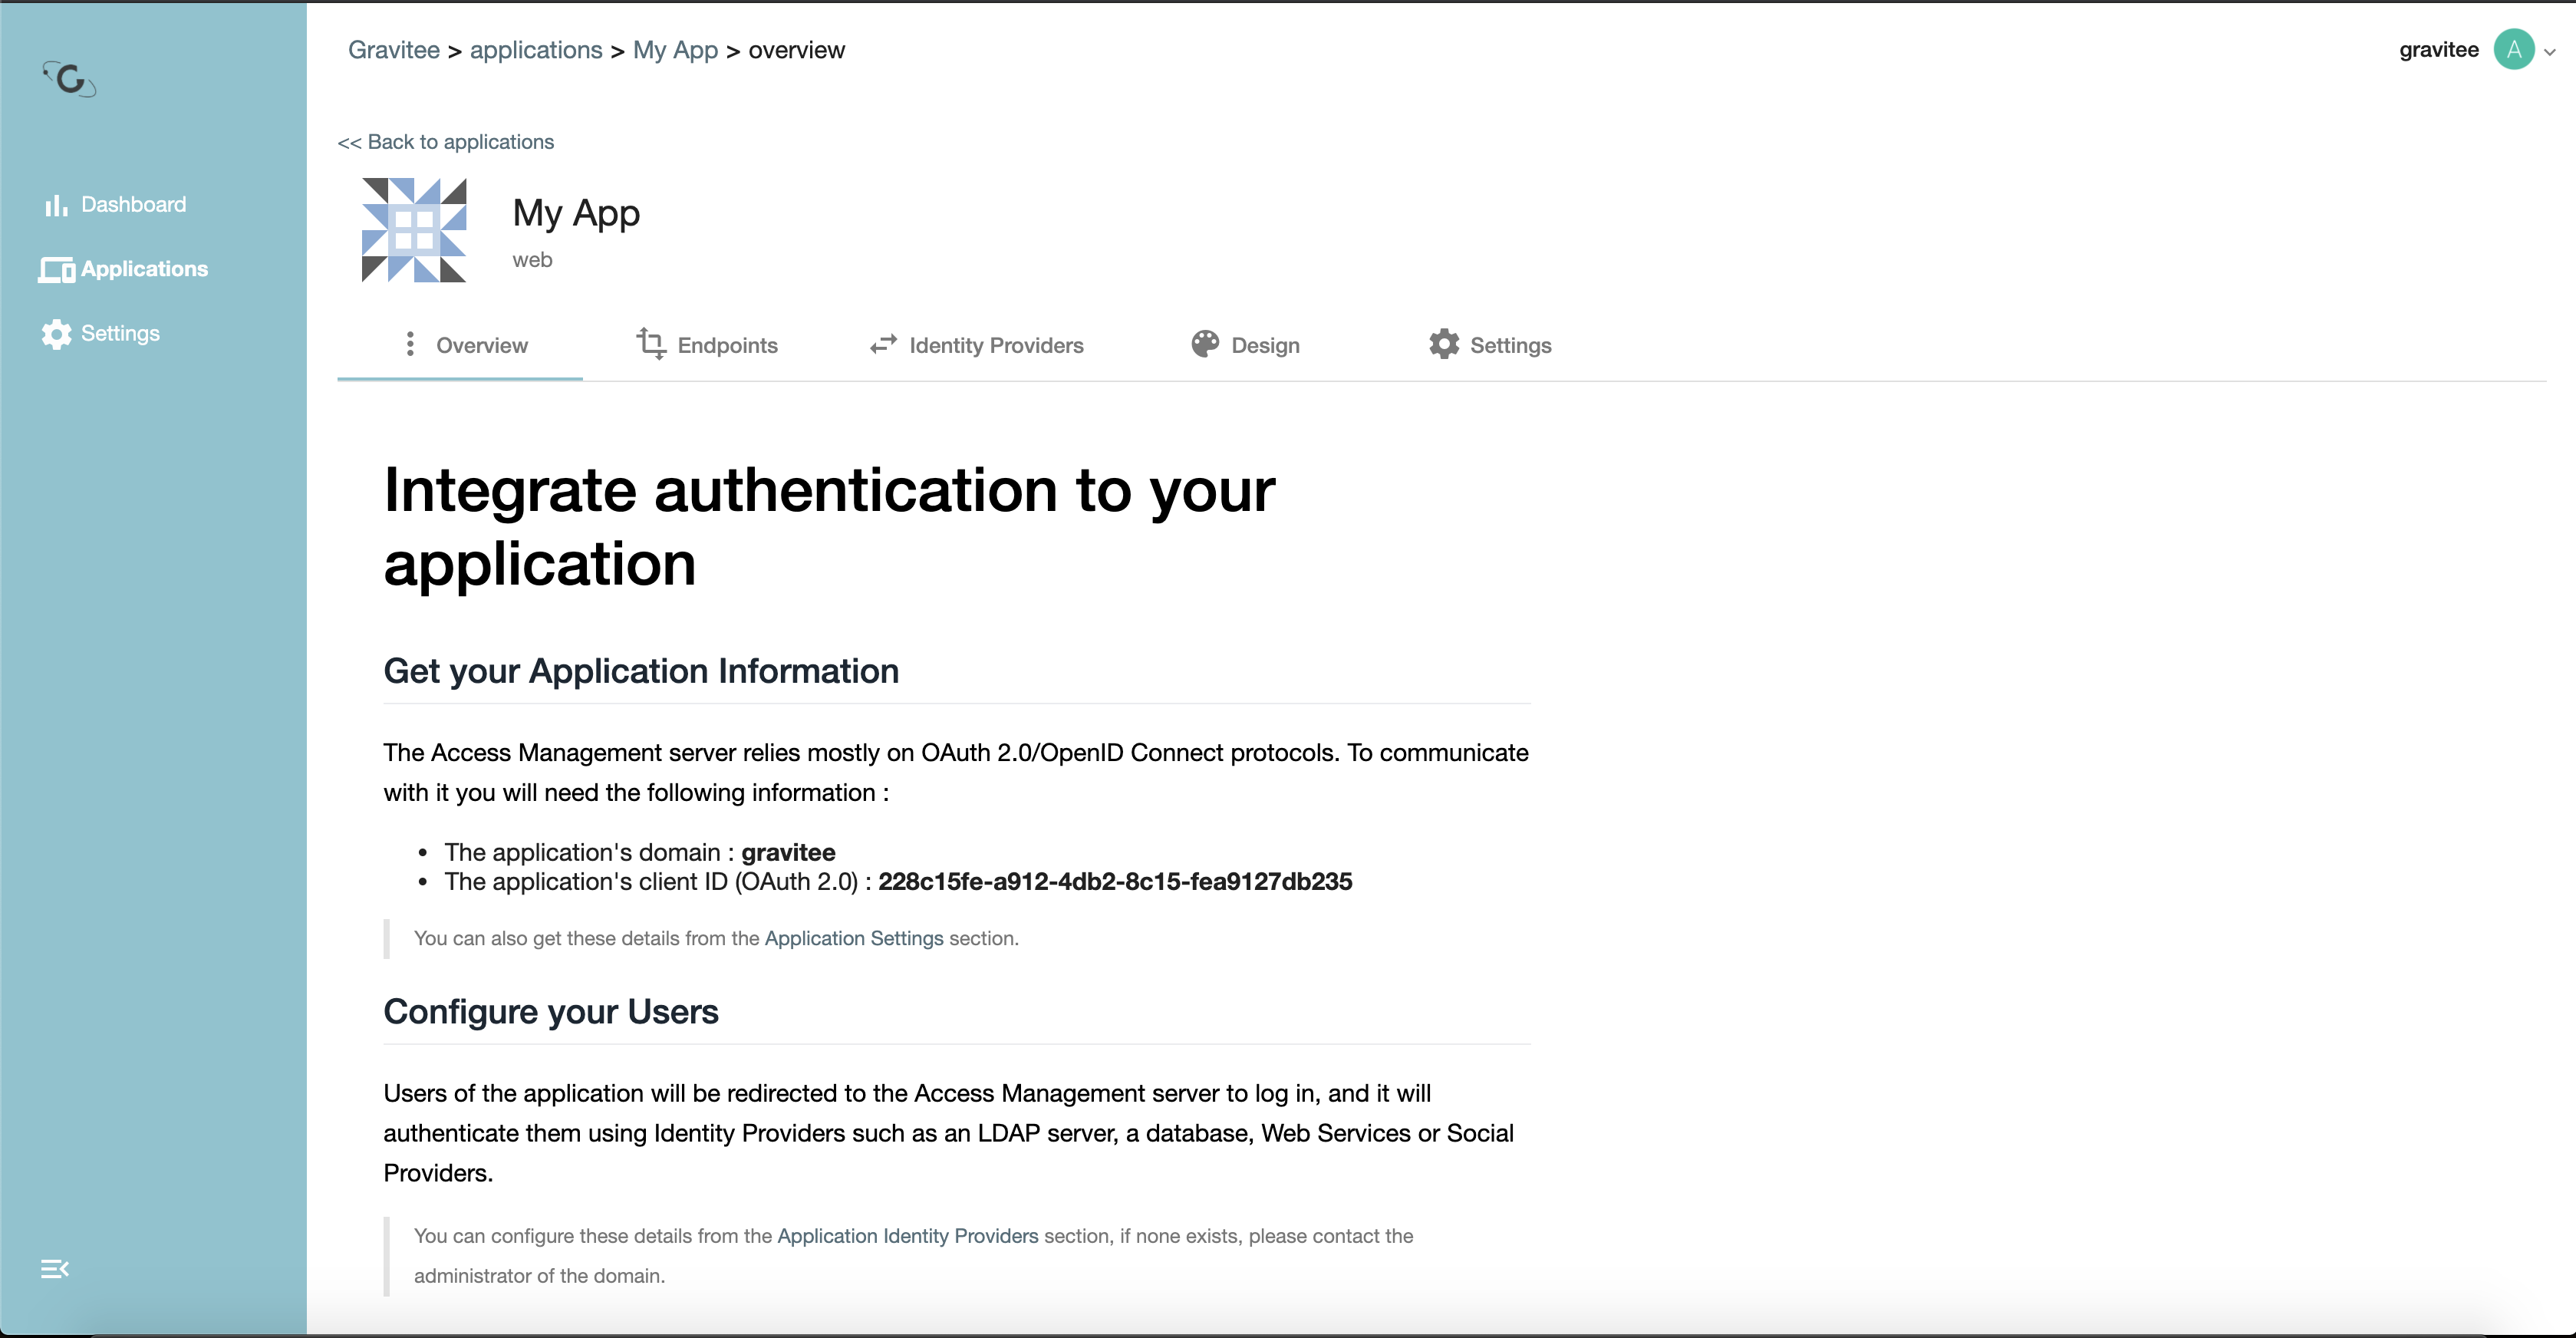 Gravitee > applications > My App > overview
gravitee A
<< Back to applications
Dashboard
Applications
Settings
My App
web
Overview Endpoints Identity Providers Design Settings
Integrate authentication to your
application
Get your Application Information
The Access Management server relies mostly on OAuth 2.0/OpenID Connect protocols. To communicate
with it you will need the following information :
• The application's domain : gravitee
• The application's client ID (OAuth 2.0) : 228c15fe-a912-4db2-8c15-fea9127db235
You can also get these details from the Application Settings section.
Configure your Users
Users of the application will be redirected to the Access Management server to log in, and it will
authenticate them using Identity Providers such as an LDAP server, a database, Web Services or Social
Providers.
You can configure these details from the Application Identity Providers section, if none exists, please contact the
administrator of the domain.